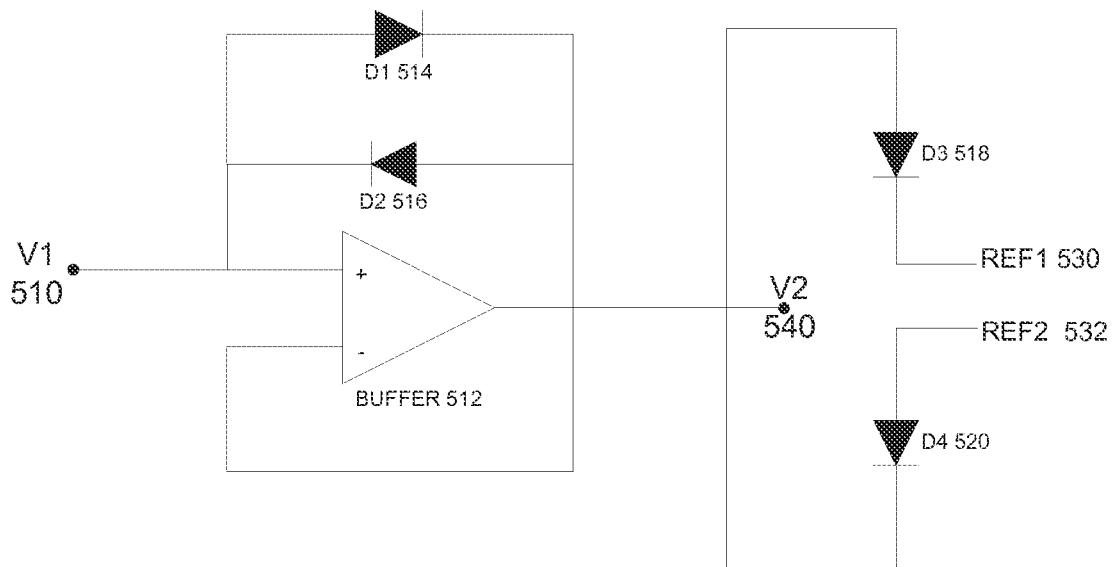 D1 514
D2 516
V1
510
+
-
BUFFER 512
V2
540
D3 518
REF1 530
REF2 532
D4 520